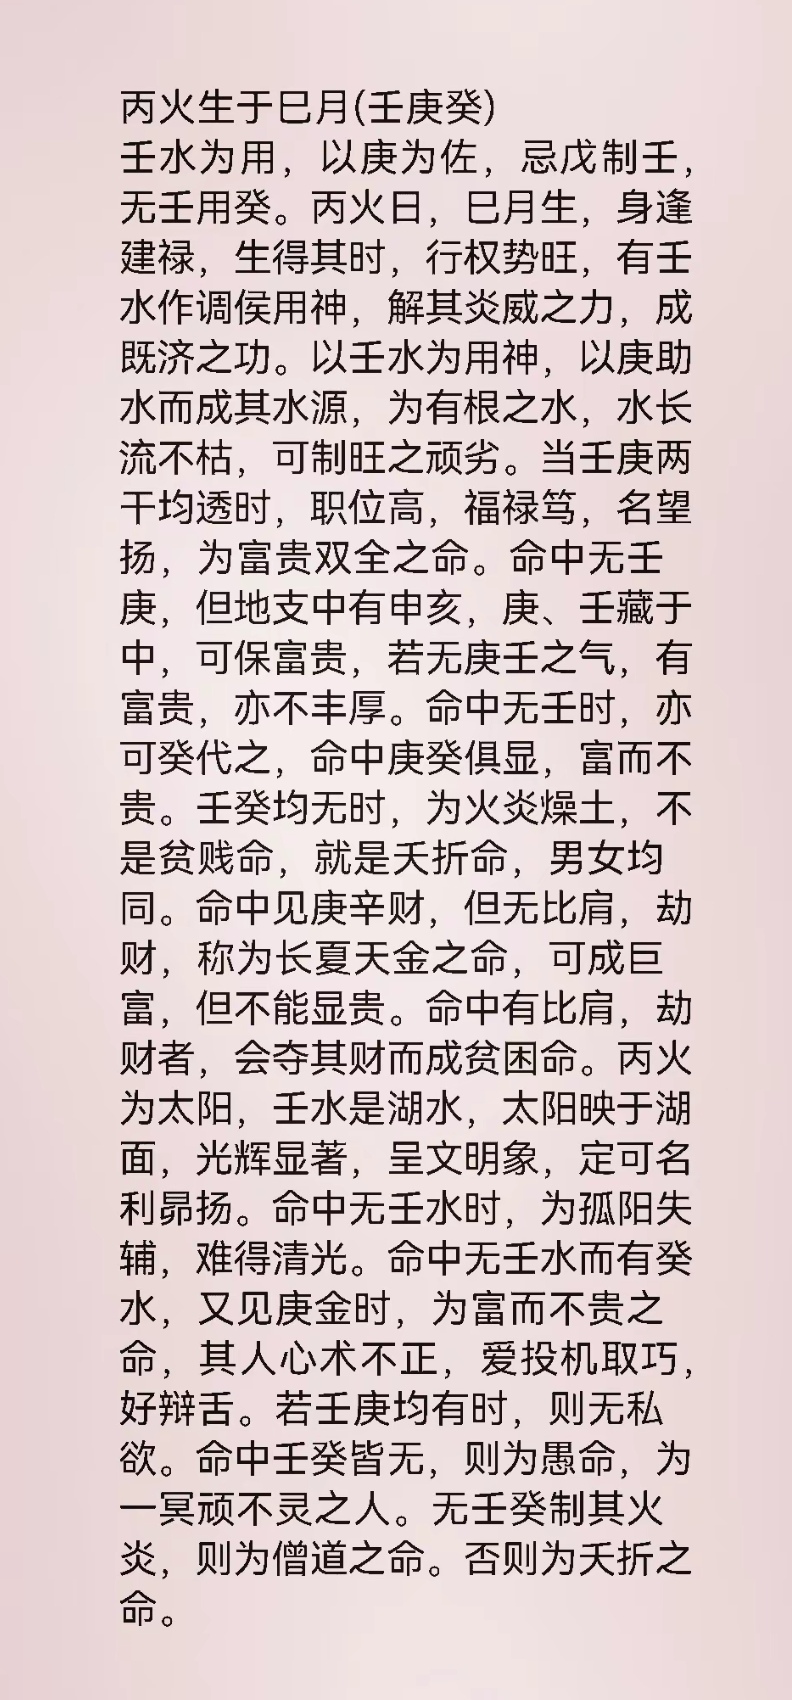 丙火生于巳月(壬庚癸)
壬水为用，以庚为佐，忌戊制壬，
无壬用癸。丙火日，巳月生，身逢
建禄，生得其时，行权势旺，有壬
水作调侯用神，解其炎威之力，成
既济之功。以壬水为用神，以庚助
水而成其水源，为有根之水，水长
流不枯，可制旺之顽劣。当壬庚两
干均透时，职位高，福禄笃，名望
扬，为富贵双全之命。命中无壬
庚，但地支中有申亥，庚、壬藏于
中，可保富贵，若无庚壬之气，有
富贵，亦不丰厚。命中无壬时，亦
可癸代之，命中庚癸俱显，富而不
贵。壬癸均无时，为火炎燥土，不
是贫贱命，就是夭折命，男女均
同。命中见庚辛财，但无比肩，劫
财，称为长夏天金之命，可成巨
富，但不能显贵。命中有比肩，劫
财者，会夺其财而成贫困命。丙火
为太阳，壬水是湖水，太阳映于湖
面，光辉显著，呈文明象，定可名
利昂扬。命中无壬水时，为孤阳失
辅，难得清光。命中无壬水而有癸
水，又见庚金时，为富而不贵之
命，其人心术不正，爱投机取巧，
好辩舌。若壬庚均有时，则无私
欲。命中壬癸皆无，则为愚命，为
一冥顽不灵之人。无壬癸制其火
炎，则为僧道之命。否则为夭折之
命。